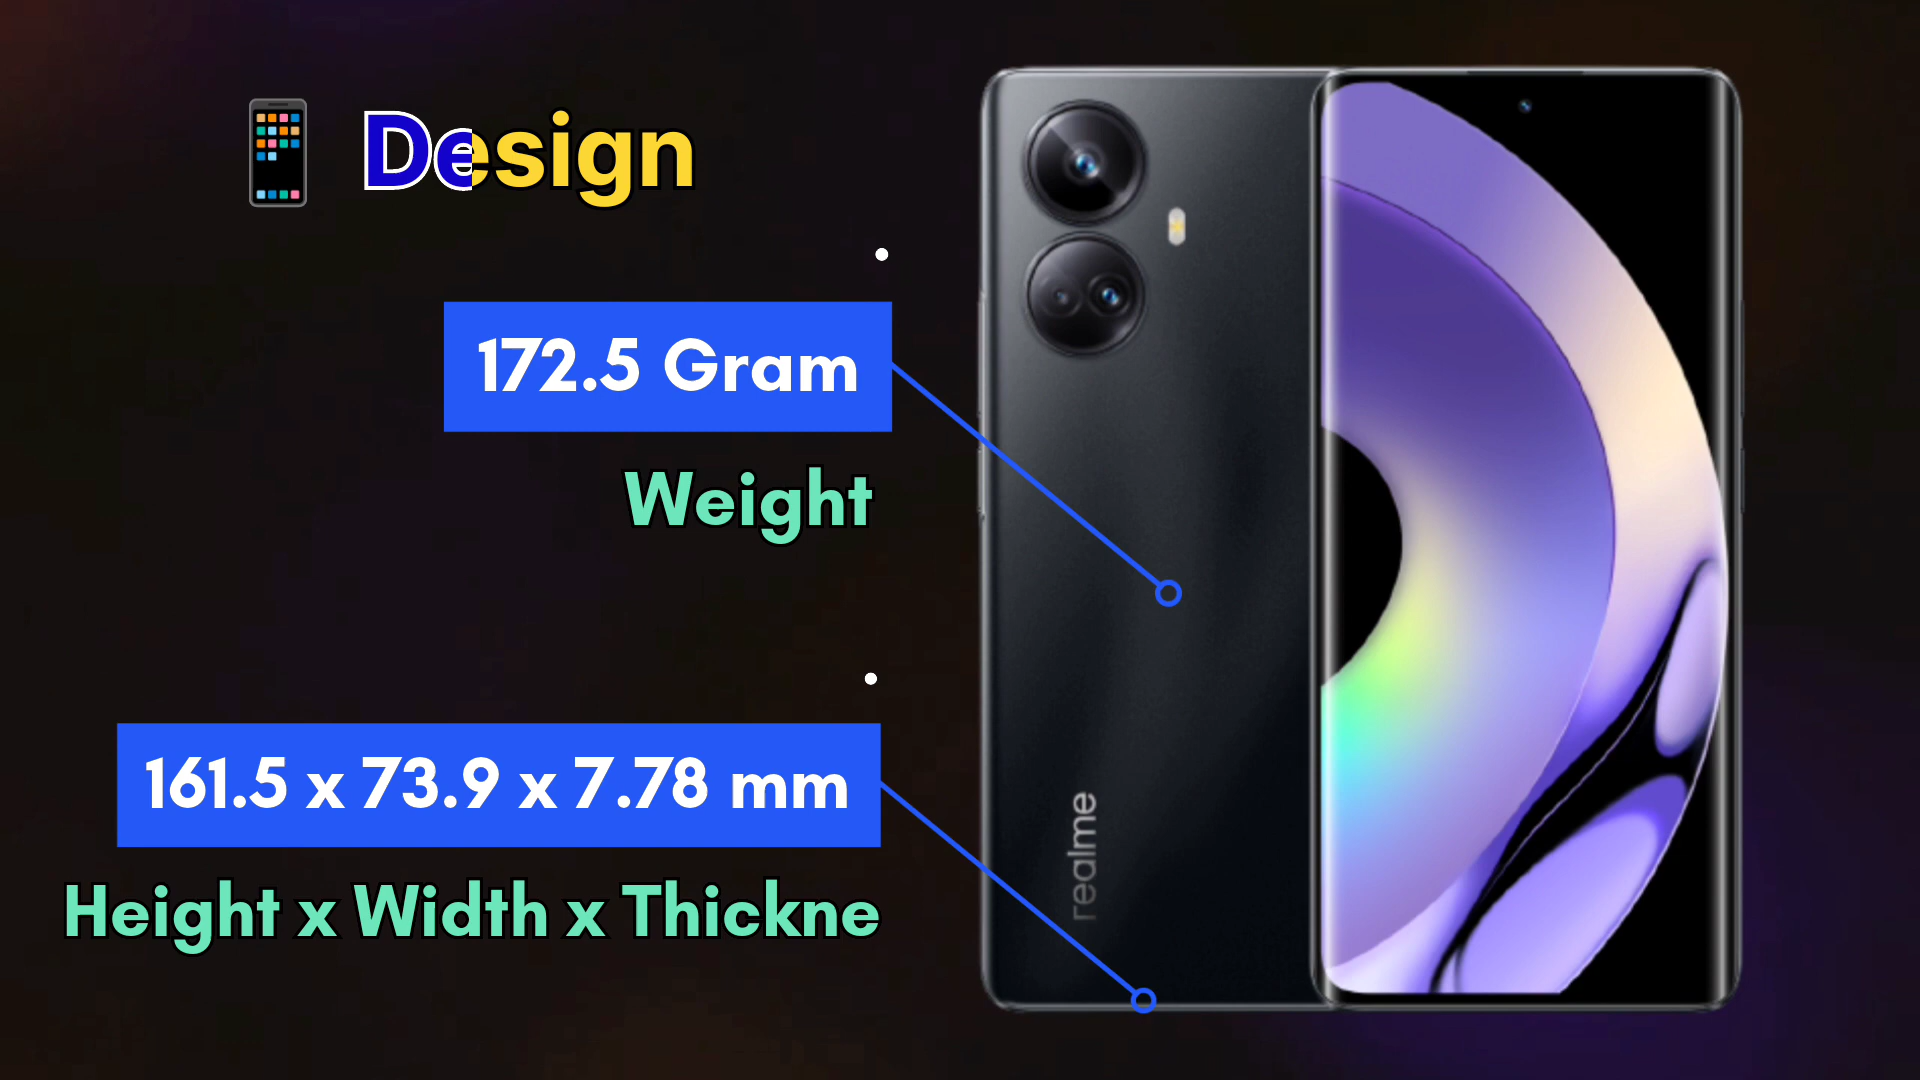 Design
172.5 Gram
Weight
161.5 x 73.9 x 7.78 mm
Height x Width x Thickne
realme